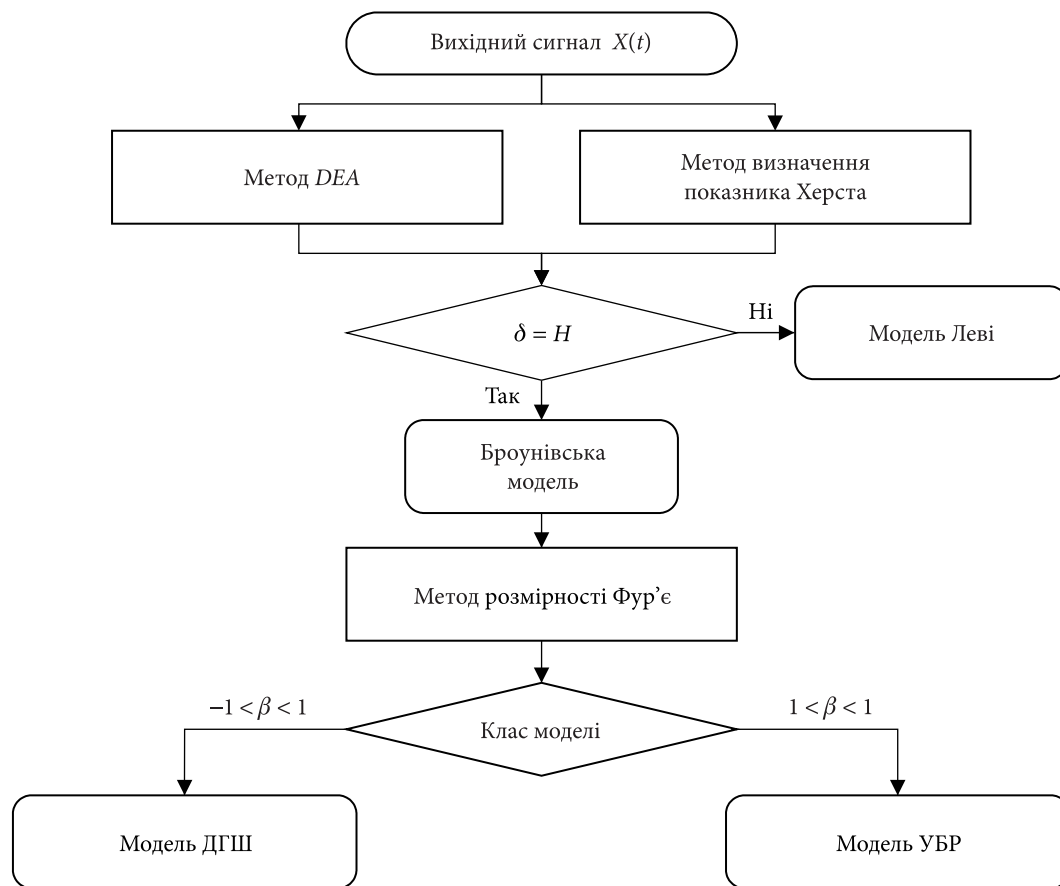 Вихідний сигнал X(t)
Метод DEA
Метод визначення
показника Херста
δ = H
Ні
Модель Леві
Так
Броунівська
модель
Метод розмірності Фур’є
−1 < β < 1
Клас моделі
1 < β < 1
Модель ДГШ
Модель УБР